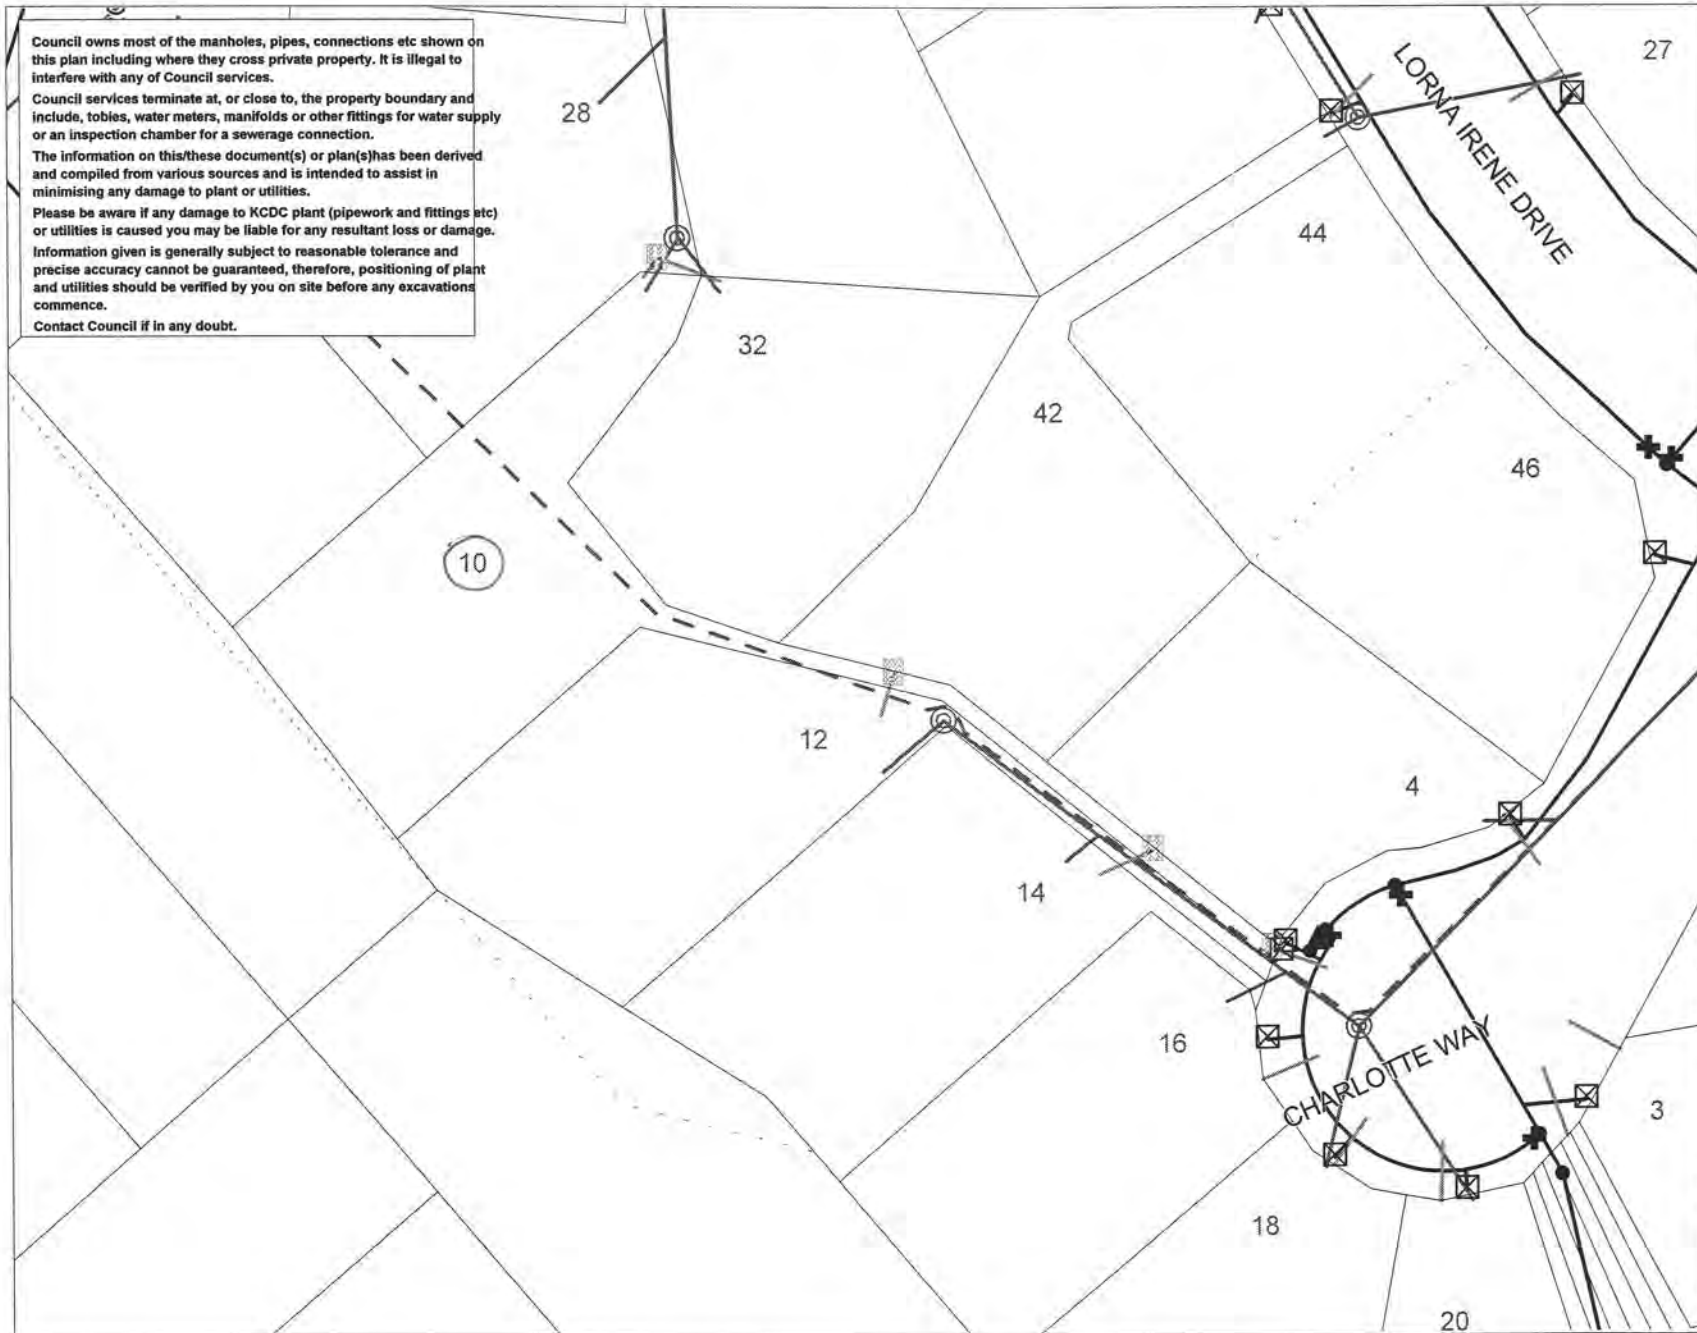 Council owns most of the manholes, pipes, connections etc shown on
this plan including where they cross private property. It is illegal to
interfere with any of Council services.
Council services terminate at, or close to, the property boundary and
include, tobies, water meters, manifolds or other fittings for water supply
or an inspection chamber for a sewerage connection.
The information on this/these document(s) or plan(s)has been derived
and compiled from various sources and is intended to assist in
minimising any damage to plant or utilities.
Please be aware if any damage to KCDC plant (pipework and fittings etc)
or utilities is caused you may be liable for any resultant loss or damage.
Information given is generally subject to reasonable tolerance and
precise accuracy cannot be guaranteed, therefore, positioning of plant
and utilities should be verified by you on site before any excavations
commence.
Contact Council if in any doubt.
27
LORNA IRENE DRIVE
28
44
32
42
46
10
12
4
14
16
CHARLOTTE WAY
3
18
20